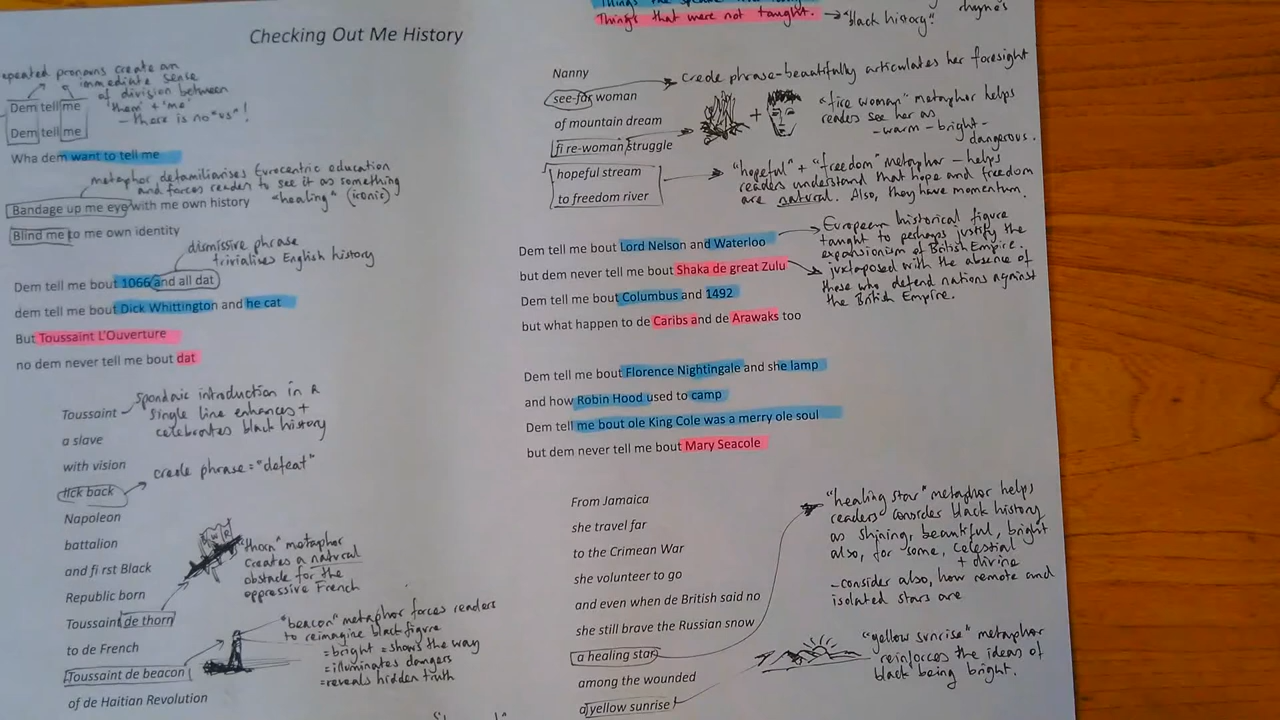 Checking Out Me History
repeated pronouns create an
immediate sense
of division between
"them" + "me"
- there is no "us"!
Dem tell me
Dem tell me
Wha dem want to tell me
metaphor defamiliarises Eurocentric education
and forces reader to see it as something
"healing" (ironic)
Bandage up me eye with me own history
Blind me to me own identity
dismissive phrase
trivialises English history
Dem tell me bout 1066 and all dat
dem tell me bout Dick Whittington and he cat
But Toussaint L'Ouverture
no dem never tell me bout dat
Toussaint
spondaic introduction in a
single line enhances +
celebrates black history
a slave
with vision
lick back
creole phrase = "defeat"
Napoleon
battalion
and fi rst Black
Republic born
Toussaint de thorn
"thorn" metaphor
creates a natural
obstacle for the
oppressive French
to de French
Toussaint de beacon
"beacon" metaphor forces readers
to reimagine black figure
= bright = shows the way
= illuminates dangers
= reveals hidden truth
of de Haitian Revolution
Things that were not taught. → "black history"
rhymes
Nanny
see-far woman
creole phrase - beautifully articulates her foresight
of mountain dream
fi re-woman struggle
+
"fire woman" metaphor helps
readers see her as
- warm - bright -
dangerous.
hopeful stream
to freedom river
"hopeful" + "freedom" metaphor - helps
readers understand that hope and freedom
are natural. Also, they have momentum.
Dem tell me bout Lord Nelson and Waterloo
but dem never tell me bout Shaka de great Zulu
Dem tell me bout Columbus and 1492
but what happen to de Caribs and de Arawaks too
European historical figure
taught to perhaps justify the
expansionism of British Empire.
juxtaposed with the absence of
those who defend nations against
the British Empire.
Dem tell me bout Florence Nightingale and she lamp
and how Robin Hood used to camp
Dem tell me bout ole King Cole was a merry ole soul
but dem never tell me bout Mary Seacole
From Jamaica
she travel far
to the Crimean War
she volunteer to go
and even when de British said no
she still brave the Russian snow
a healing star
among the wounded
a yellow sunrise
"healing star" metaphor helps
readers consider black history
as shining, beautiful, bright
also, for some, celestial
+ divine
- consider also, how remote and
isolated stars are
"yellow sunrise" metaphor
reinforces the ideas of
black being bright.